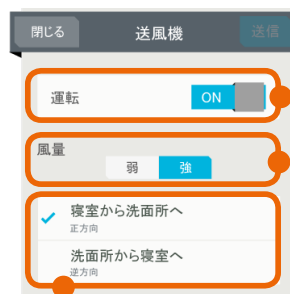 閉じる 送風機 送信
運転 ON
風量
弱 強
寝室から洗面所へ
正方向
洗面所から寝室へ
逆方向